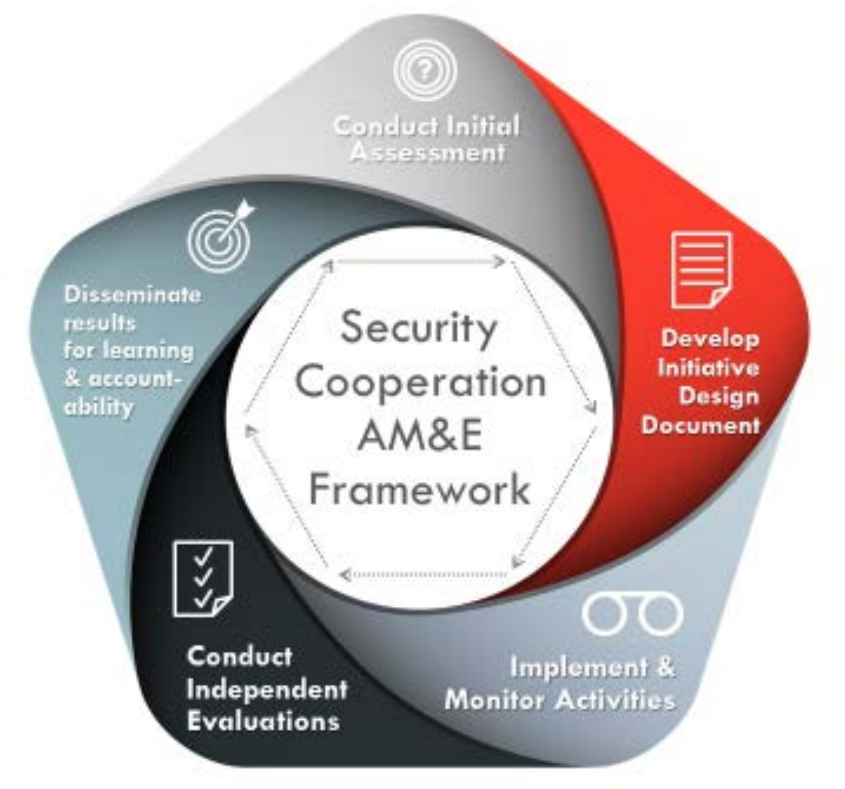 ?
Conduct Initial
Assessment
Develop
Initiative
Design
Document
Implement &
Monitor Activities
Conduct
Independent
Evaluations
Disseminate
results
for learning
& account-
ability
Security
Cooperation
AM&E
Framework